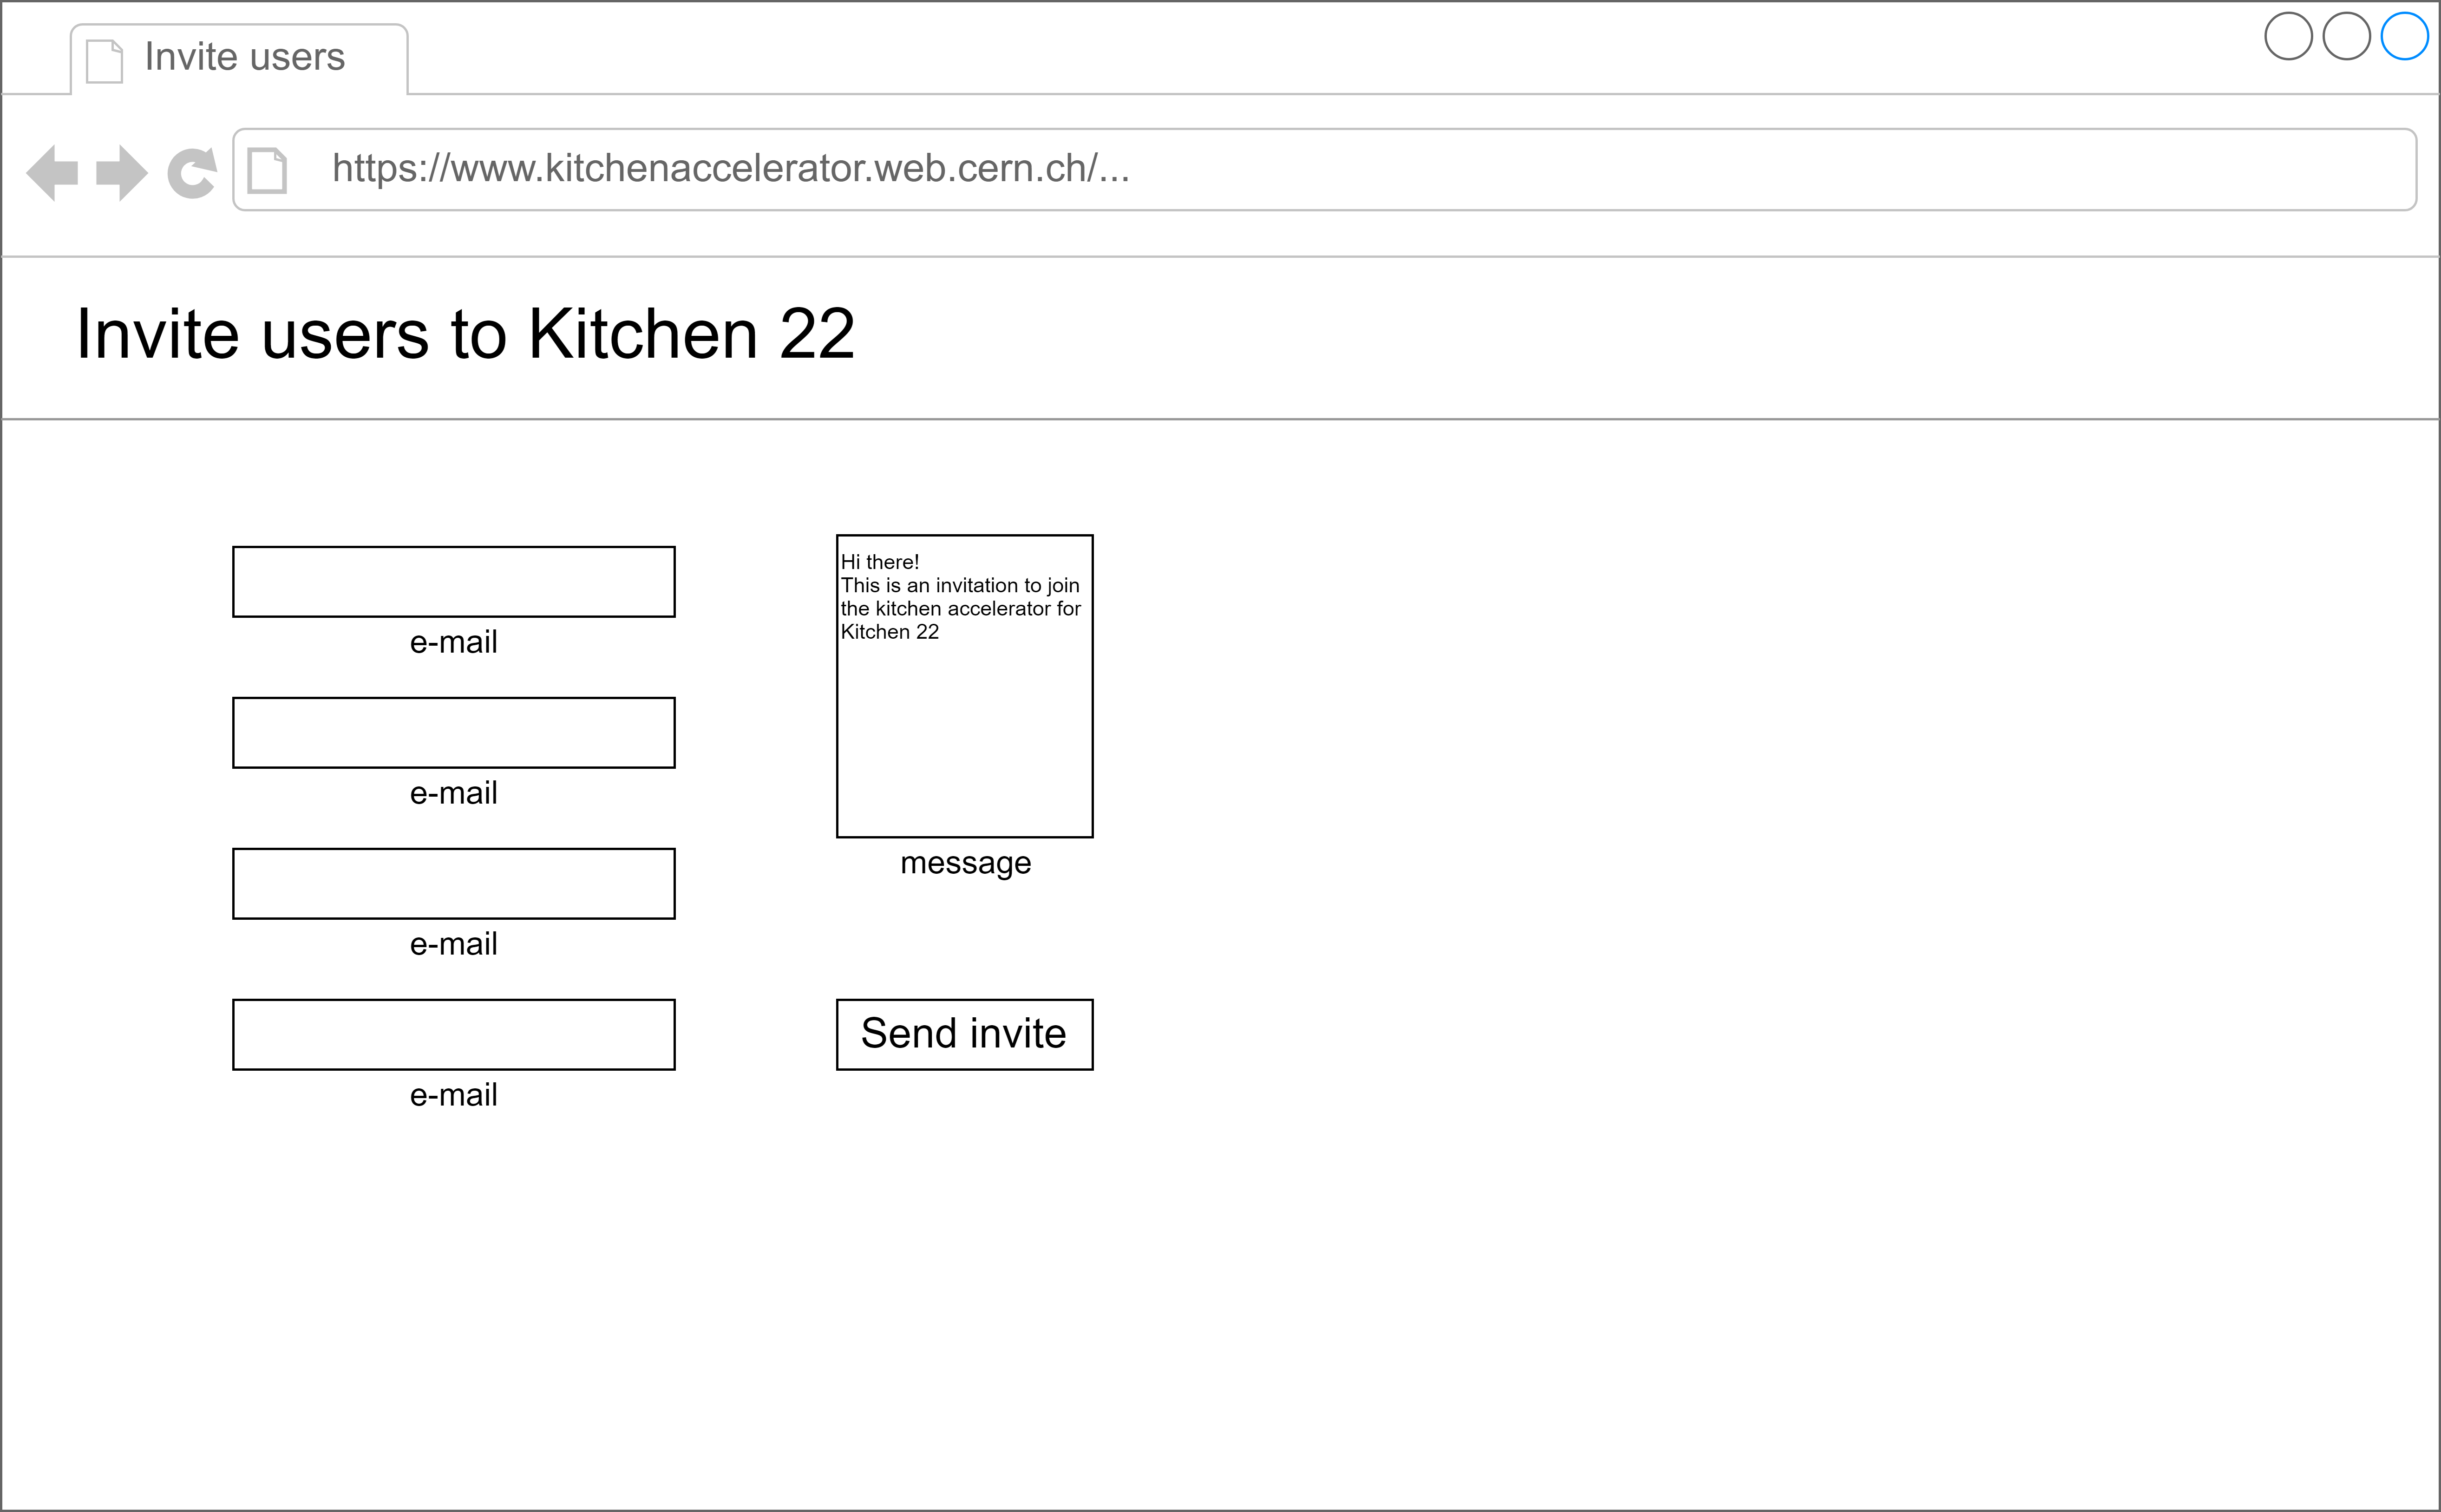 Invite users
https://www.kitchenaccelerator.web.cern.ch/...
Invite users to Kitchen 22
e-mail
e-mail
e-mail
e-mail
Hi there!
This is an invitation to join
the kitchen accelerator for
Kitchen 22
message
Send invite